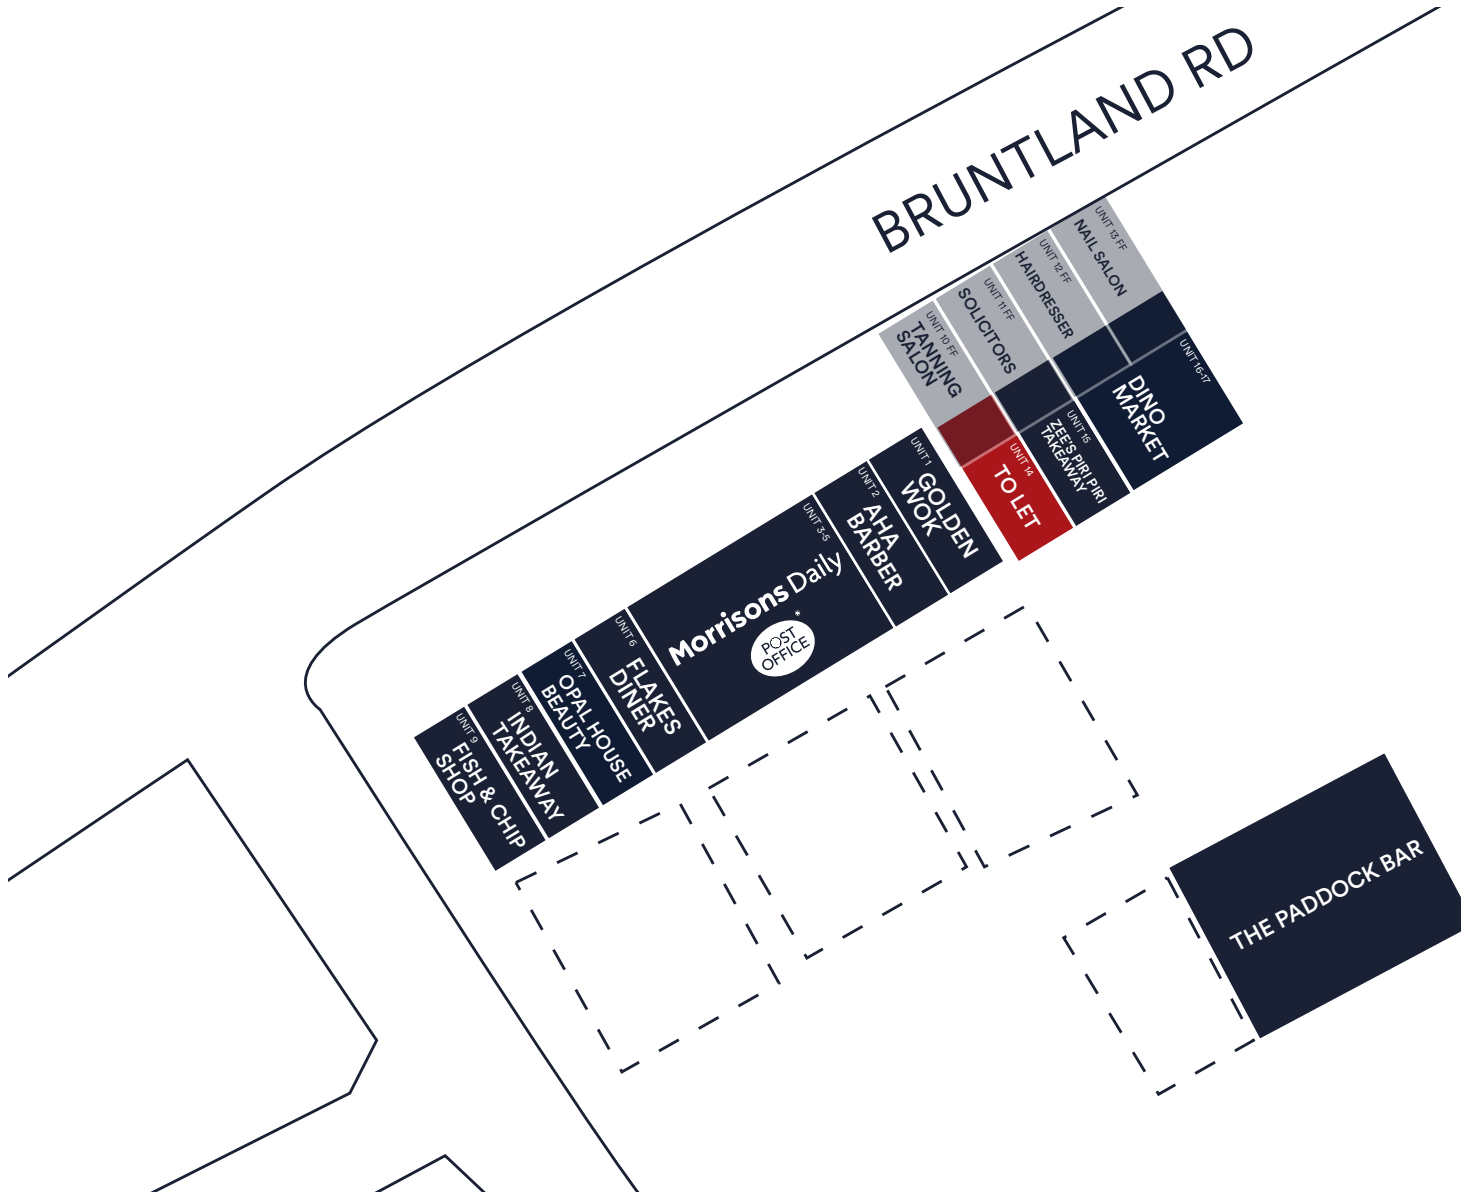 BRUNTLAND RD
UNIT 13 FF
NAIL SALON
UNIT 12 FF
HAIRDRESSER
UNIT 11 FF
SOLICITORS
UNIT 10 FF
TANNING
SALON
UNIT 16-17
DINO
MARKET
UNIT 15
ZEE'S PIRI PIRI
TAKEAWAY
UNIT 14
TO LET
UNIT 1
GOLDEN
WOK
UNIT 2
AHA
BARBER
UNIT 3-5
Morrisons Daily
POST
OFFICE
UNIT 6
FLAKES
DINER
UNIT 7
OPAL HOUSE
BEAUTY
UNIT 8
INDIAN
TAKEAWAY
UNIT 9
FISH & CHIP
SHOP
THE PADDOCK BAR